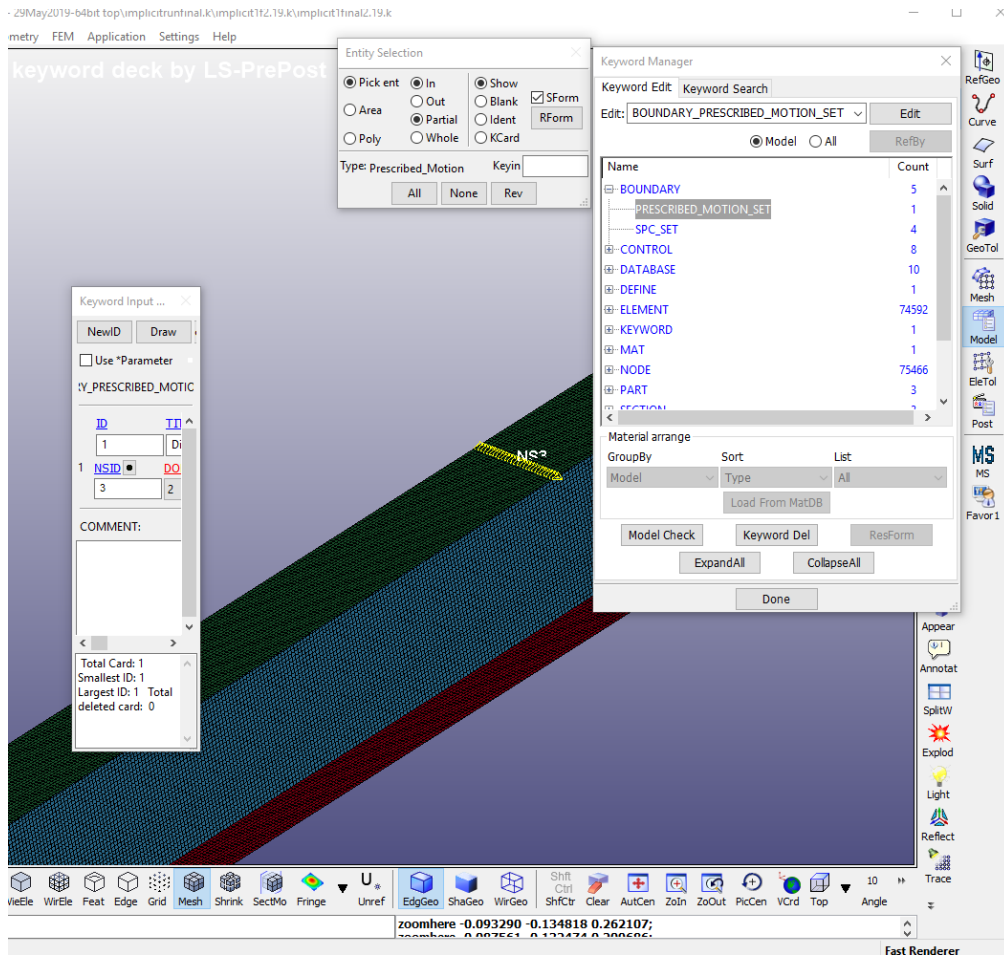 - 29May2019-64bit top\implicitrunfinal.k\implicit1f2.19.k\implicit1final2.19.k
ometry FEM Application Settings Help
keyword deck by LS-PrePost
Entity Selection
Pick ent In Show
Out Blank SForm
Area Partial Ident RForm
Poly Whole KCard
Type: Prescribed_Motion Keyin
All None Rev
Keyword Manager
Keyword Edit Keyword Search
Edit: BOUNDARY_PRESCRIBED_MOTION_SET Edit
Model All RefBy
Name Count
BOUNDARY 5
PRESCRIBED_MOTION_SET 1
SPC_SET 4
CONTROL 8
DATABASE 10
DEFINE 1
ELEMENT 74592
KEYWORD 1
MAT 1
NODE 75466
PART 3
SECTION 3
Material arrange
GroupBy Sort List
Model Type All
Load From MatDB
Model Check Keyword Del ResForm
ExpandAll CollapseAll
Done
Keyword Input ...
NewID Draw
Use *Parameter
Y_PRESCRIBED_MOTIC
ID TIT
1 Di
1 NSID DO
3 2
COMMENT:
Total Card: 1
Smallest ID: 1
Largest ID: 1 Total
deleted card: 0
NS3
RefGeo
Curve
Surf
Solid
GeoTol
Mesh
Model
EleTol
Post
MS
MS
Favor1
Appear
Annotat
SplitW
Explod
Light
Reflect
Trace
VieEle WirEle Feat Edge Grid Mesh Shrink SectMo Fringe Unref EdgGeo ShaGeo WirGeo ShfCtr Clear AutCen ZoIn ZoOut PicCen VCrd Top Angle
U
Shft
Ctrl
10
zoomhere -0.093290 -0.134818 0.262107;
Fast Renderer